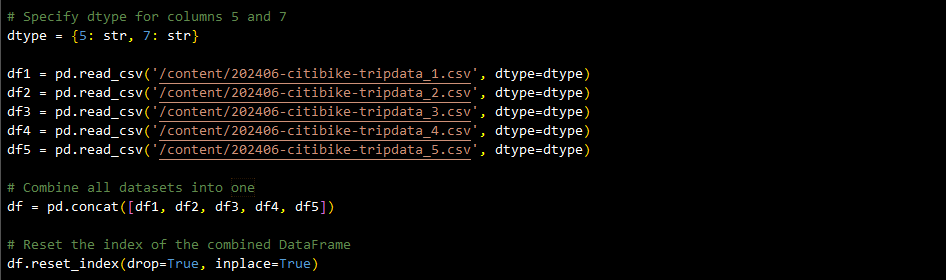 # Specify dtype for columns 5 and 7
dtype = {5: str, 7: str}
df1 = pd.read_csv('/content/202406-citibike-tripdata_1.csv', dtype=dtype)
df2 = pd.read_csv('/content/202406-citibike-tripdata_2.csv', dtype=dtype)
df3 = pd.read_csv('/content/202406-citibike-tripdata_3.csv', dtype=dtype)
df4 = pd.read_csv('/content/202406-citibike-tripdata_4.csv', dtype=dtype)
df5 = pd.read_csv('/content/202406-citibike-tripdata_5.csv', dtype=dtype)
# Combine all datasets into one
df = pd.concat([df1, df2, df3, df4, df5])
# Reset the index of the combined DataFrame
df.reset_index(drop=True, inplace=True)